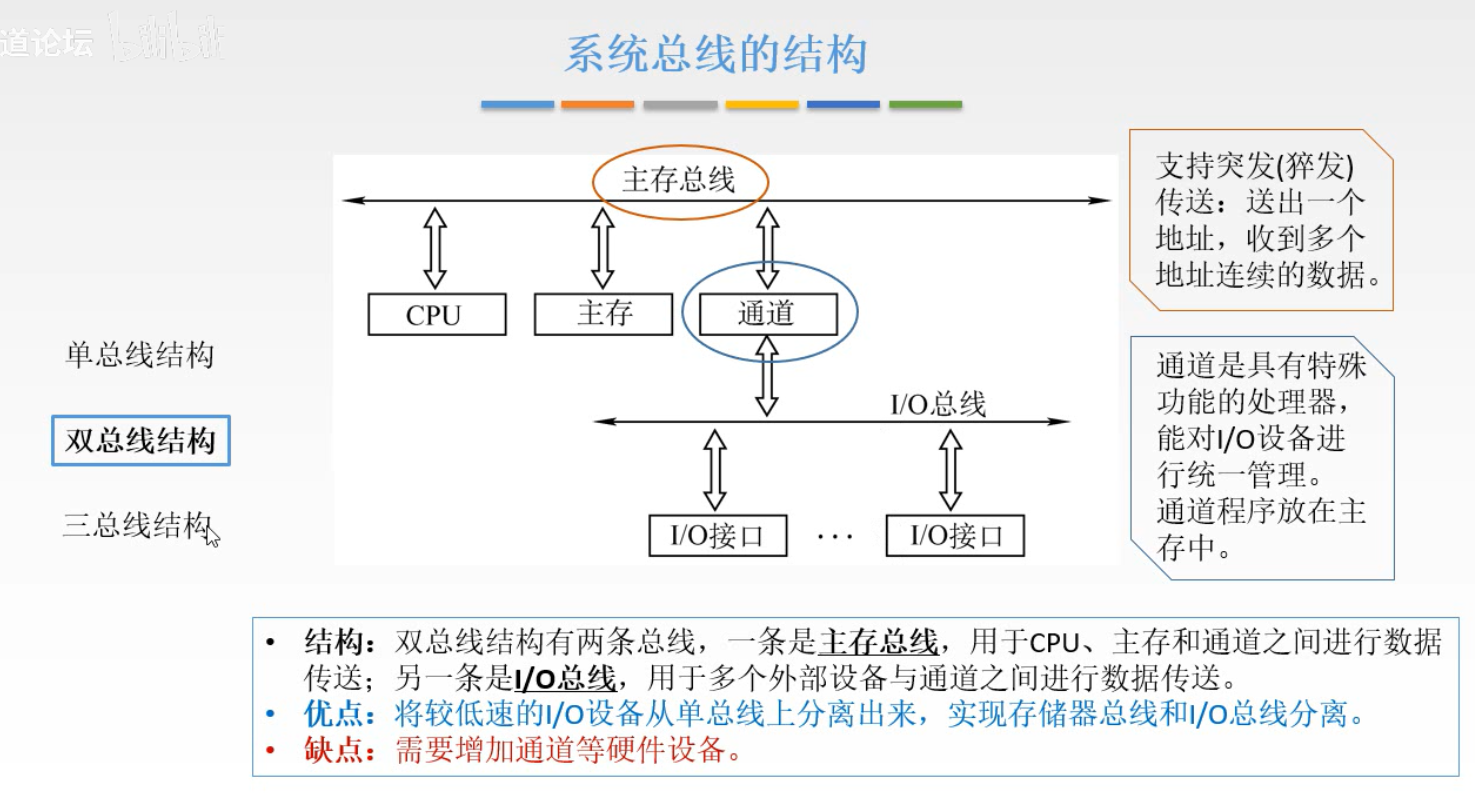 道论坛 bilibili
系统总线的结构
主存总线
CPU
主存
通道
I/O总线
I/O接口
···
I/O接口
单总线结构
双总线结构
三总线结构
支持突发(猝发)
传送：送出一个
地址，收到多个
地址连续的数据。
通道是具有特殊
功能的处理器，
能对I/O设备进
行统一管理。
通道程序放在主
存中。
• 结构：双总线结构有两条总线，一条是主存总线，用于CPU、主存和通道之间进行数据
传送；另一条是I/O总线，用于多个外部设备与通道之间进行数据传送。
• 优点：将较低速的I/O设备从单总线上分离出来，实现存储器总线和I/O总线分离。
• 缺点：需要增加通道等硬件设备。